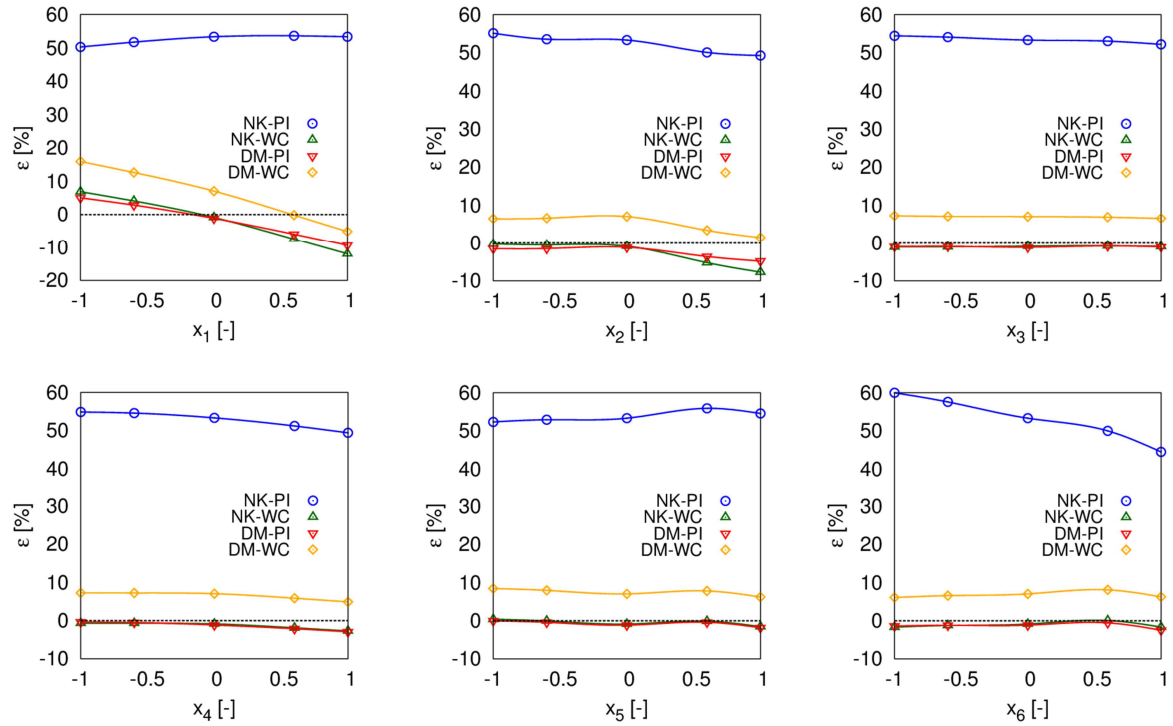 60
50
40
30
20
10
0
-10
-20
ε [%]
NK-PI
NK-WC
DM-PI
DM-WC
-1 -0.5 0 0.5 1
x1 [-]
60
50
40
30
20
10
0
-10
ε [%]
NK-PI
NK-WC
DM-PI
DM-WC
-1 -0.5 0 0.5 1
x2 [-]
60
50
40
30
20
10
0
-10
ε [%]
NK-PI
NK-WC
DM-PI
DM-WC
-1 -0.5 0 0.5 1
x3 [-]
60
50
40
30
20
10
0
-10
ε [%]
NK-PI
NK-WC
DM-PI
DM-WC
-1 -0.5 0 0.5 1
x4 [-]
60
50
40
30
20
10
0
-10
ε [%]
NK-PI
NK-WC
DM-PI
DM-WC
-1 -0.5 0 0.5 1
x5 [-]
60
50
40
30
20
10
0
-10
ε [%]
NK-PI
NK-WC
DM-PI
DM-WC
-1 -0.5 0 0.5 1
x6 [-]